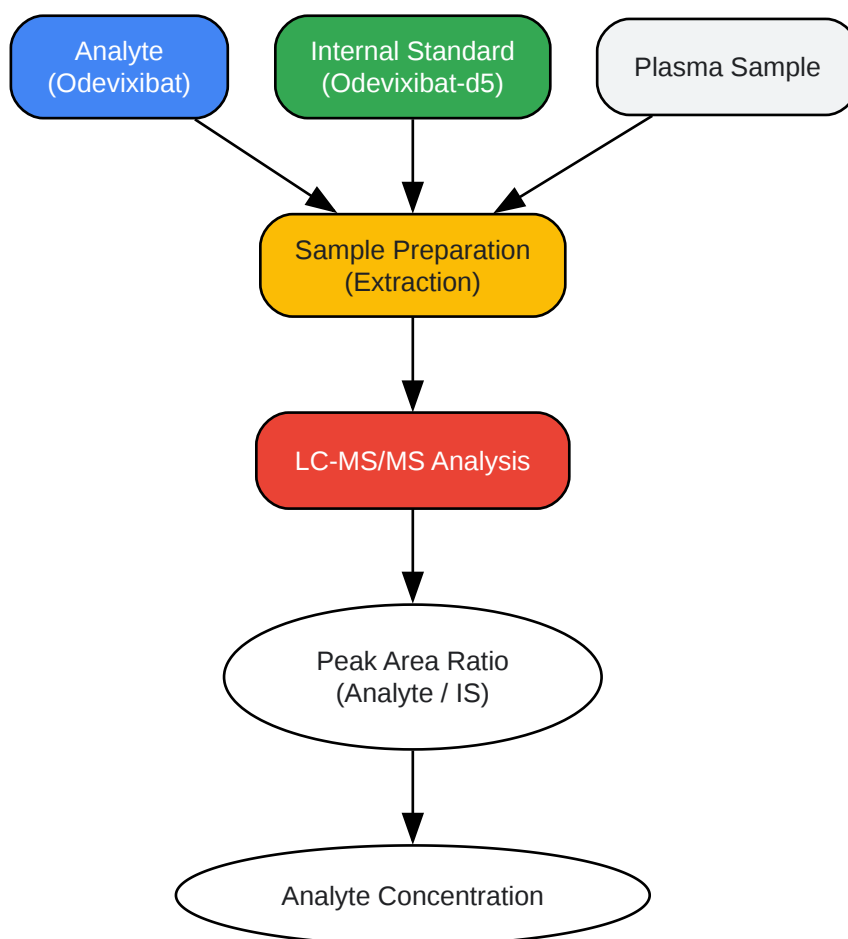 Analyte
(Odevixibat)
Internal Standard
(Odevixibat-d5)
Plasma Sample
Sample Preparation
(Extraction)
LC-MS/MS Analysis
Peak Area Ratio
(Analyte / IS)
Analyte Concentration